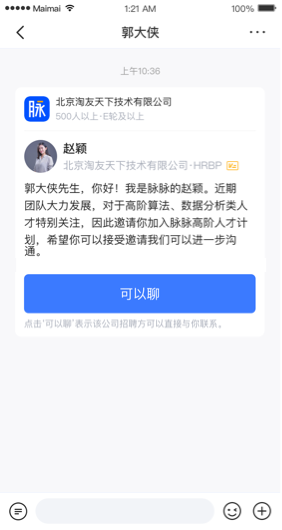 Maimai
1:21 AM
100%
郭大侠
上午10:36
脉
北京淘友天下技术有限公司
500人以上·E轮及以上
赵颖
北京淘友天下技术有限公司·HRBP
郭大侠先生，你好！我是脉脉的赵颖。近期
团队大力发展，对于高阶算法、数据分析类人
才特别关注，因此邀请你加入脉脉高阶人才计
划，希望你可以接受邀请我们可以进一步沟
通。
可以聊
点击‘可以聊’表示该公司招聘方可以直接与你联系。